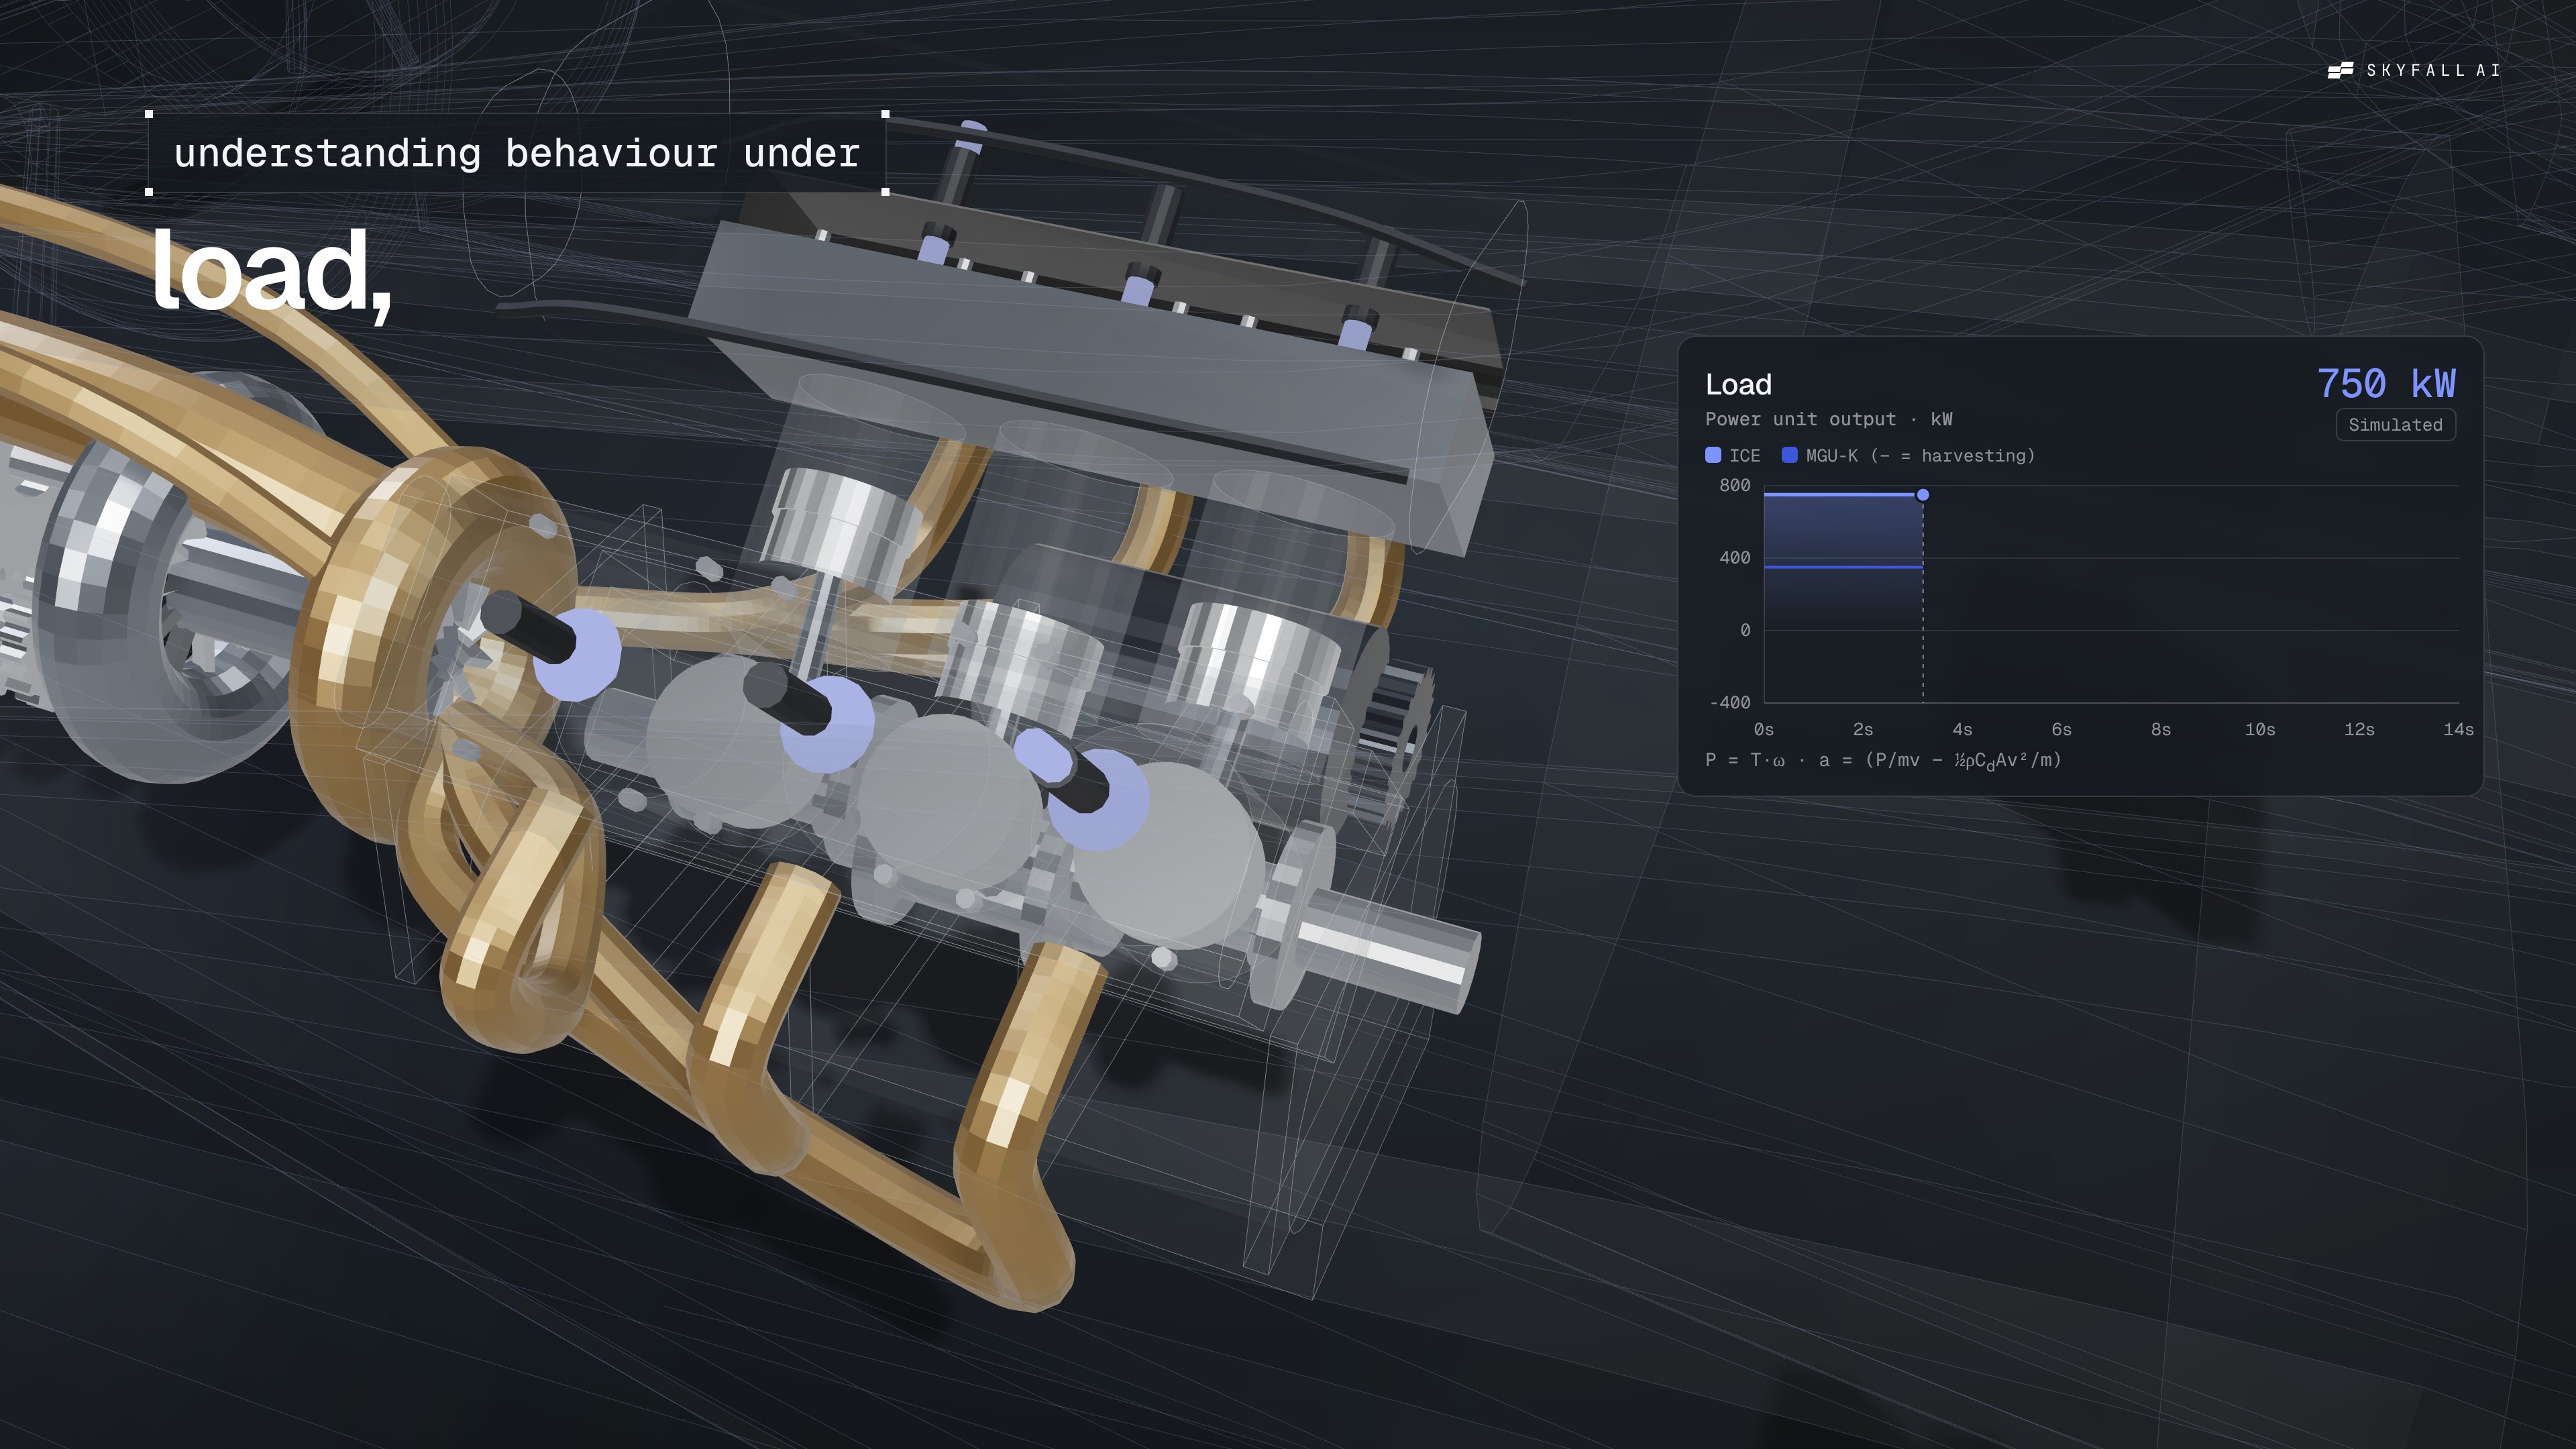 SKYFALL AI
understanding behaviour under
load,
Load
750 kW
Power unit output · kW
Simulated
ICE MGU-K (− = harvesting)
800
400
0
-400
0s 2s 4s 6s 8s 10s 12s 14s
P = T·ω · a = (P/mv − ½ρCdAv²/m)